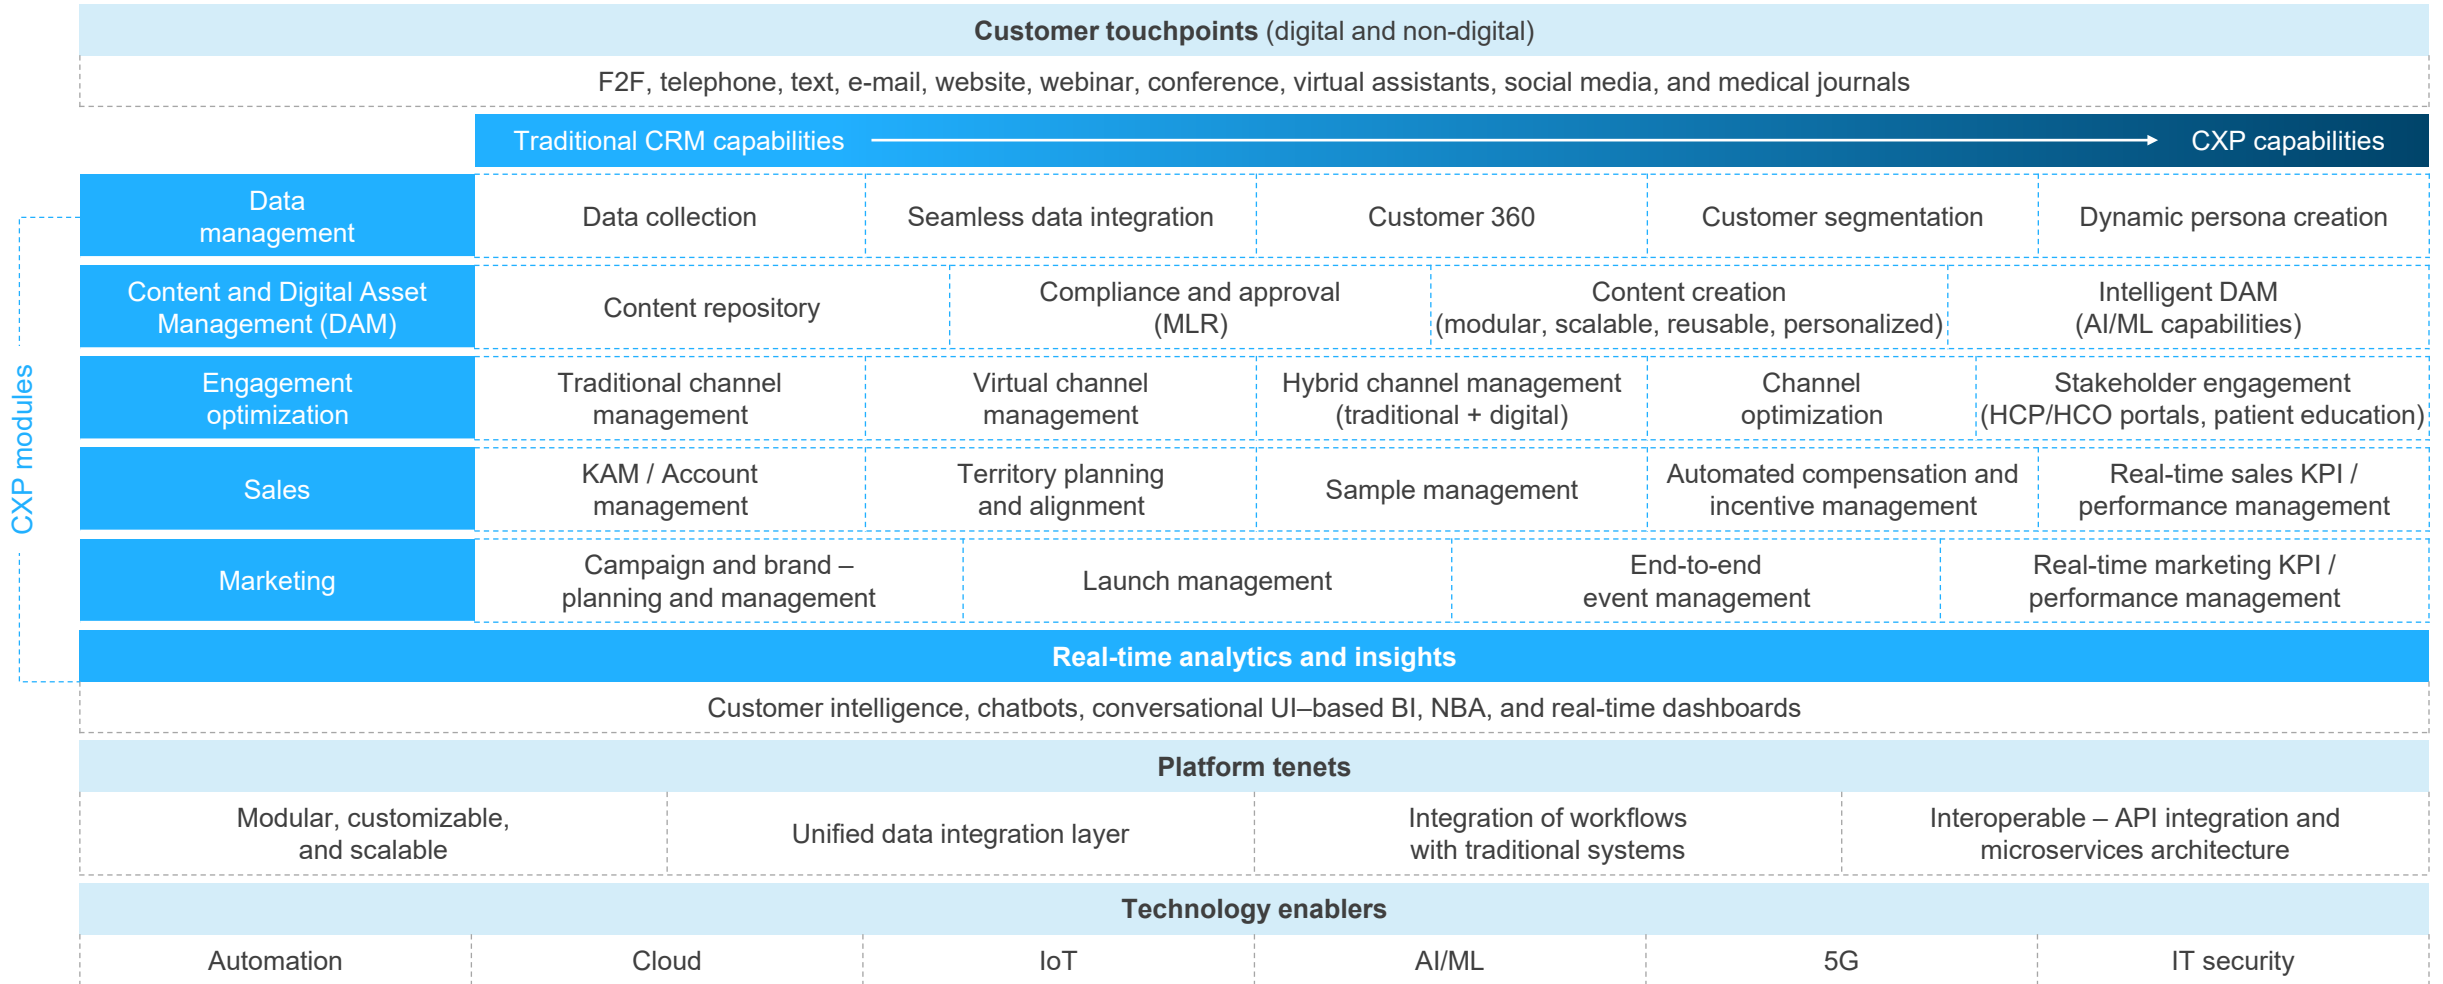 Customer touchpoints (digital and non-digital)
F2F, telephone, text, e-mail, website, webinar, conference, virtual assistants, social media, and medical journals
Traditional CRM capabilities
CXP capabilities
CXP modules
Data
management
Data collection
Seamless data integration
Customer 360
Customer segmentation
Dynamic persona creation
Content and Digital Asset
Management (DAM)
Content repository
Compliance and approval
(MLR)
Content creation
(modular, scalable, reusable, personalized)
Intelligent DAM
(AI/ML capabilities)
Engagement
optimization
Traditional channel
management
Virtual channel
management
Hybrid channel management
(traditional + digital)
Channel
optimization
Stakeholder engagement
(HCP/HCO portals, patient education)
Sales
KAM / Account
management
Territory planning
and alignment
Sample management
Automated compensation and
incentive management
Real-time sales KPI /
performance management
Marketing
Campaign and brand –
planning and management
Launch management
End-to-end
event management
Real-time marketing KPI /
performance management
Real-time analytics and insights
Customer intelligence, chatbots, conversational UI–based BI, NBA, and real-time dashboards
Platform tenets
Modular, customizable,
and scalable
Unified data integration layer
Integration of workflows
with traditional systems
Interoperable – API integration and
microservices architecture
Technology enablers
Automation
Cloud
IoT
AI/ML
5G
IT security